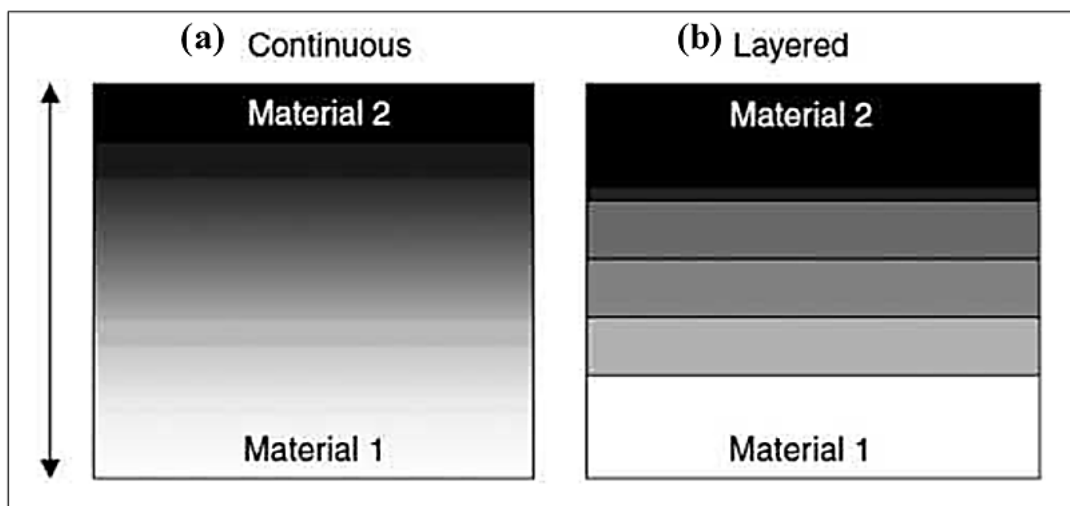 (a) Continuous
Material 2
Material 1
(b) Layered
Material 2
Material 1